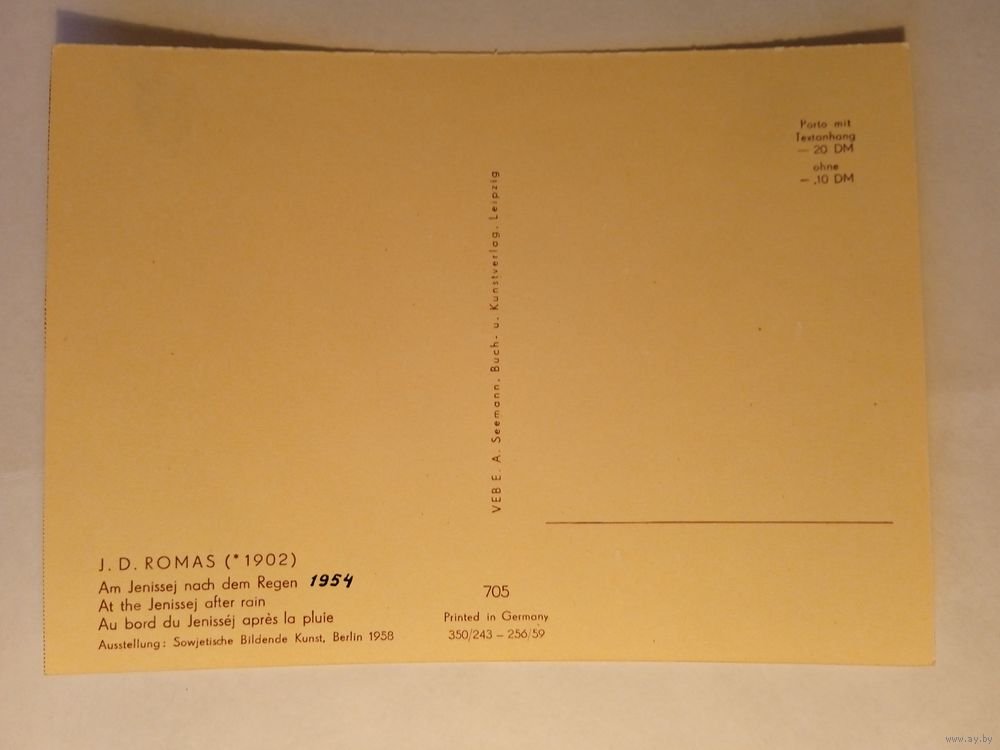 Porto mit
Textanhang
— 20 DM
ohne
— ,10 DM
VEB E. A. Seemann, Buch- u. Kunstverlag, Leipzig
J. D. ROMAS (*1902)
Am Jenissej nach dem Regen 1954
At the Jenissej after rain
Au bord du Jenisséj après la pluie
Ausstellung: Sowjetische Bildende Kunst, Berlin 1958
705
Printed in Germany
350/243 – 256/59
www.ay.by